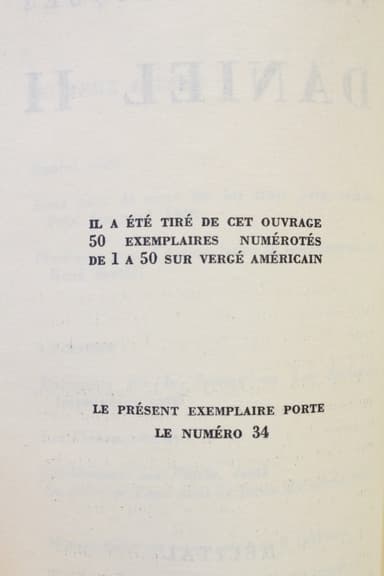 IL A ÉTÉ TIRÉ DE CET OUVRAGE
50 EXEMPLAIRES NUMÉROTÉS
DE 1 A 50 SUR VERGÉ AMÉRICAIN
LE PRÉSENT EXEMPLAIRE PORTE
LE NUMÉRO 34